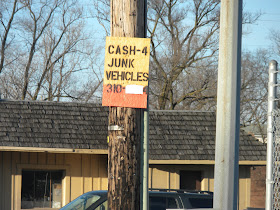 CASH-4
JUNK
VEHICLES
310-